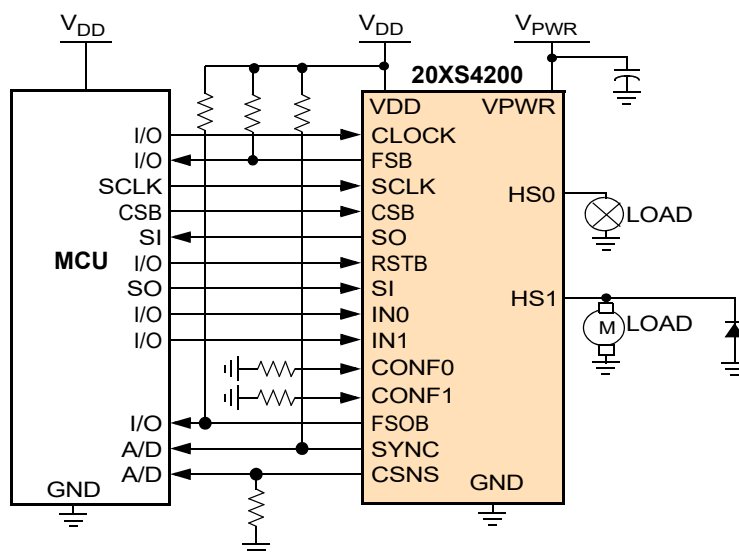 VDD
VDD
VPWR
20XS4200
VDD VPWR
I/O CLOCK
I/O FSB
SCLK SCLK
HS0
CSB CSB
LOAD
SI SO
MCU
I/O RSTB
SO SI
HS1
I/O IN0
M LOAD
I/O IN1
CONF0
CONF1
I/O FSOB
A/D SYNC
A/D CSNS
GND
GND